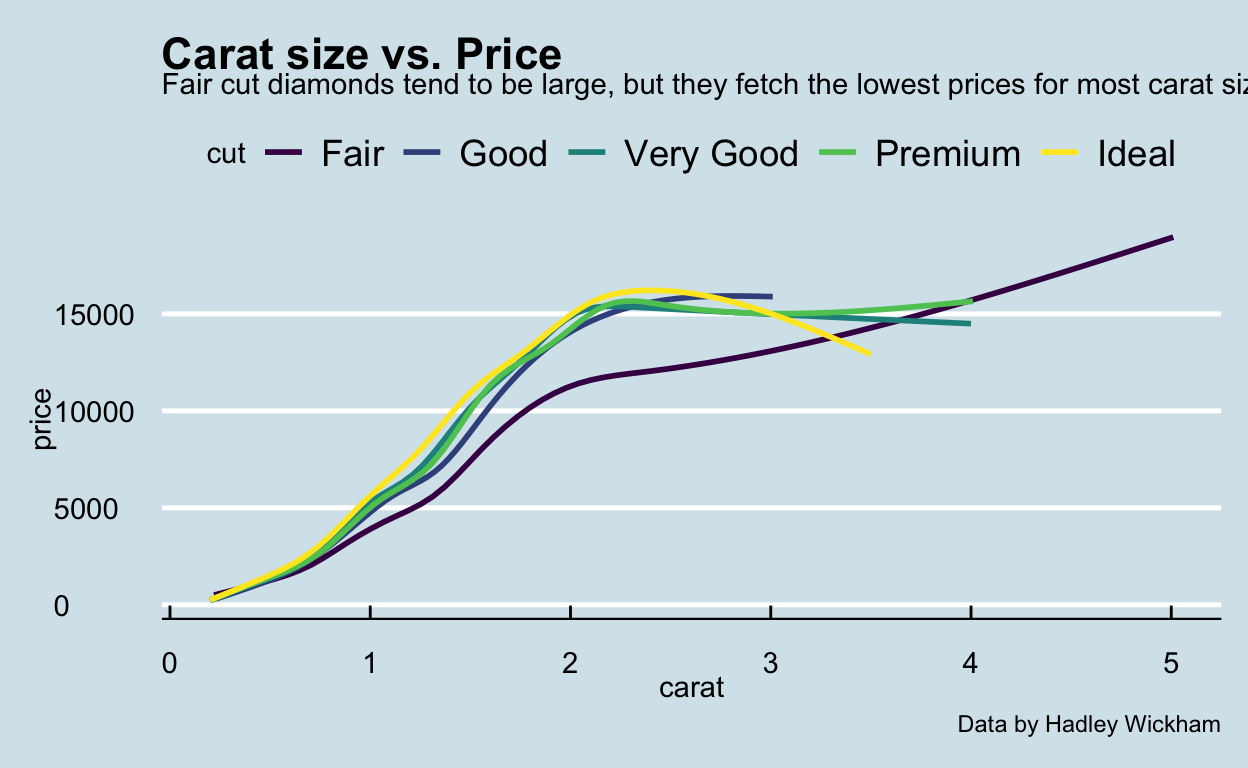 Carat size vs. Price
Fair cut diamonds tend to be large, but they fetch the lowest prices for most carat
cut Fair Good Very Good Premium Ideal
15000
10000
5000
0
price
0 1 2 3 4 5
carat
Data by Hadley Wickham